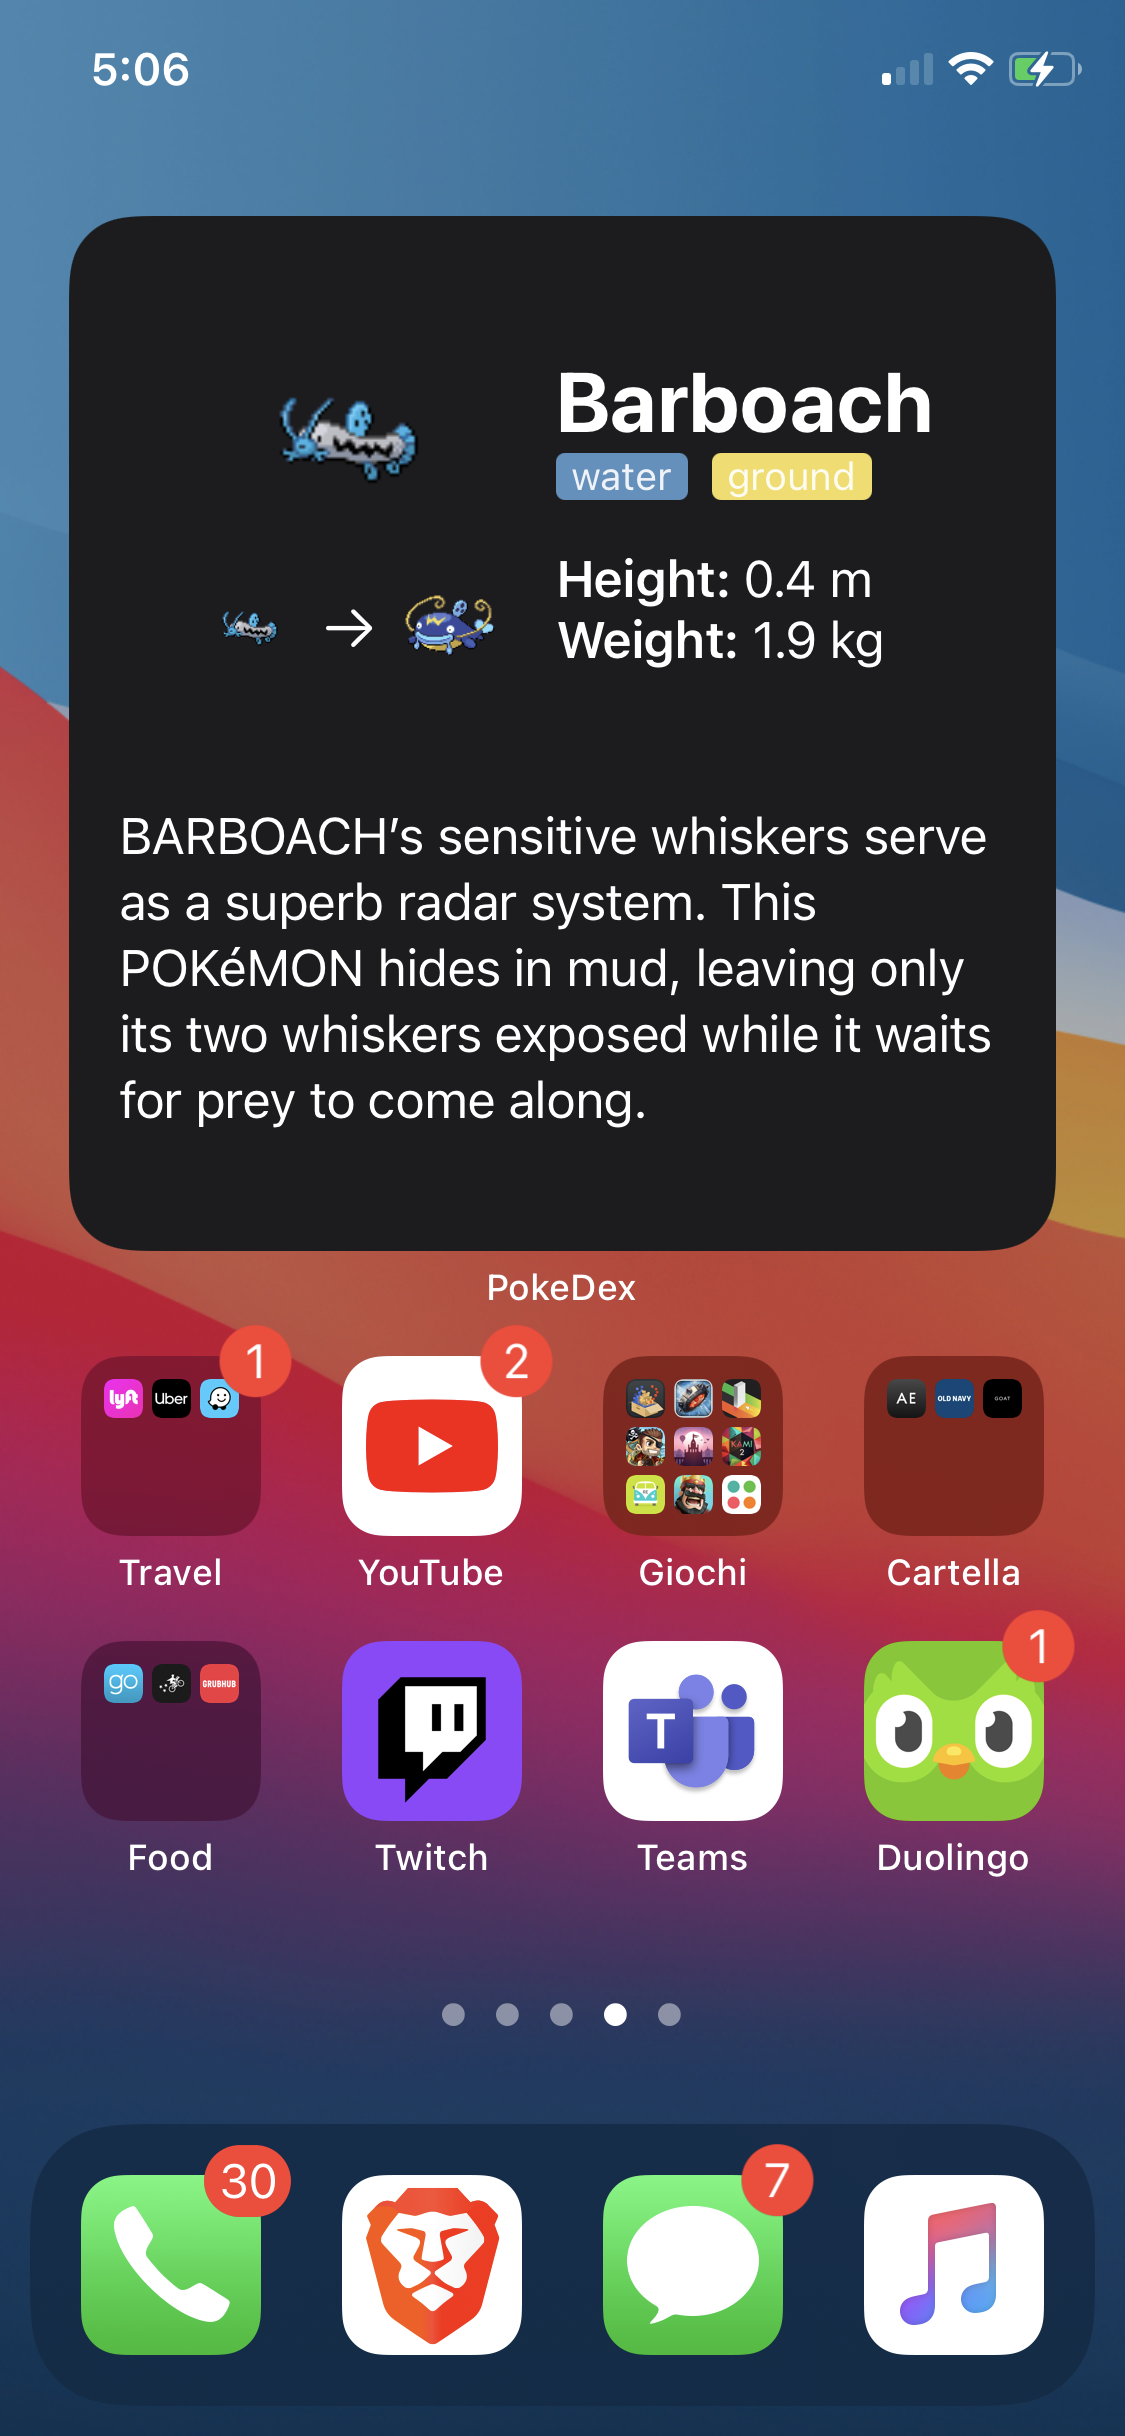 5:06
Barboach
water ground
Height: 0.4 m
Weight: 1.9 kg
BARBOACH’s sensitive whiskers serve
as a superb radar system. This
POKéMON hides in mud, leaving only
its two whiskers exposed while it waits
for prey to come along.
PokeDex
1 2
lyft Uber KAMI 2 AE OLD NAVY GOAT
Travel YouTube Giochi Cartella
1
go GRUBHUB T
Food Twitch Teams Duolingo
30 7